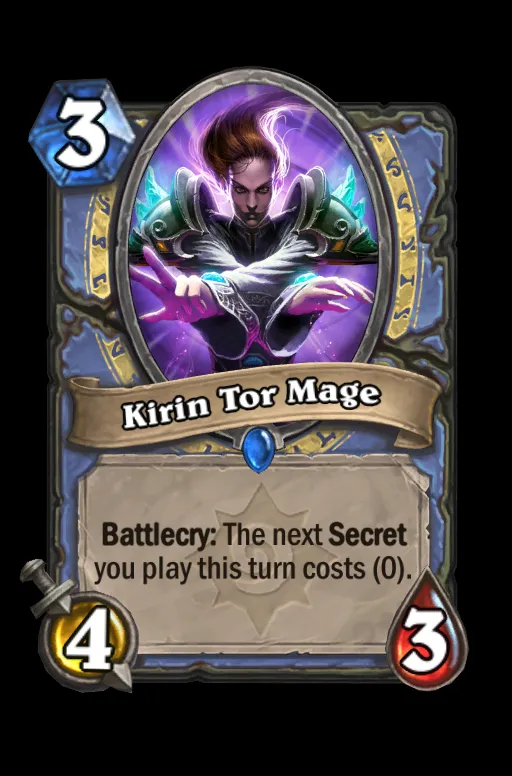 3
Kirin Tor Mage
Battlecry: The next Secret
you play this turn costs (0).
4
3